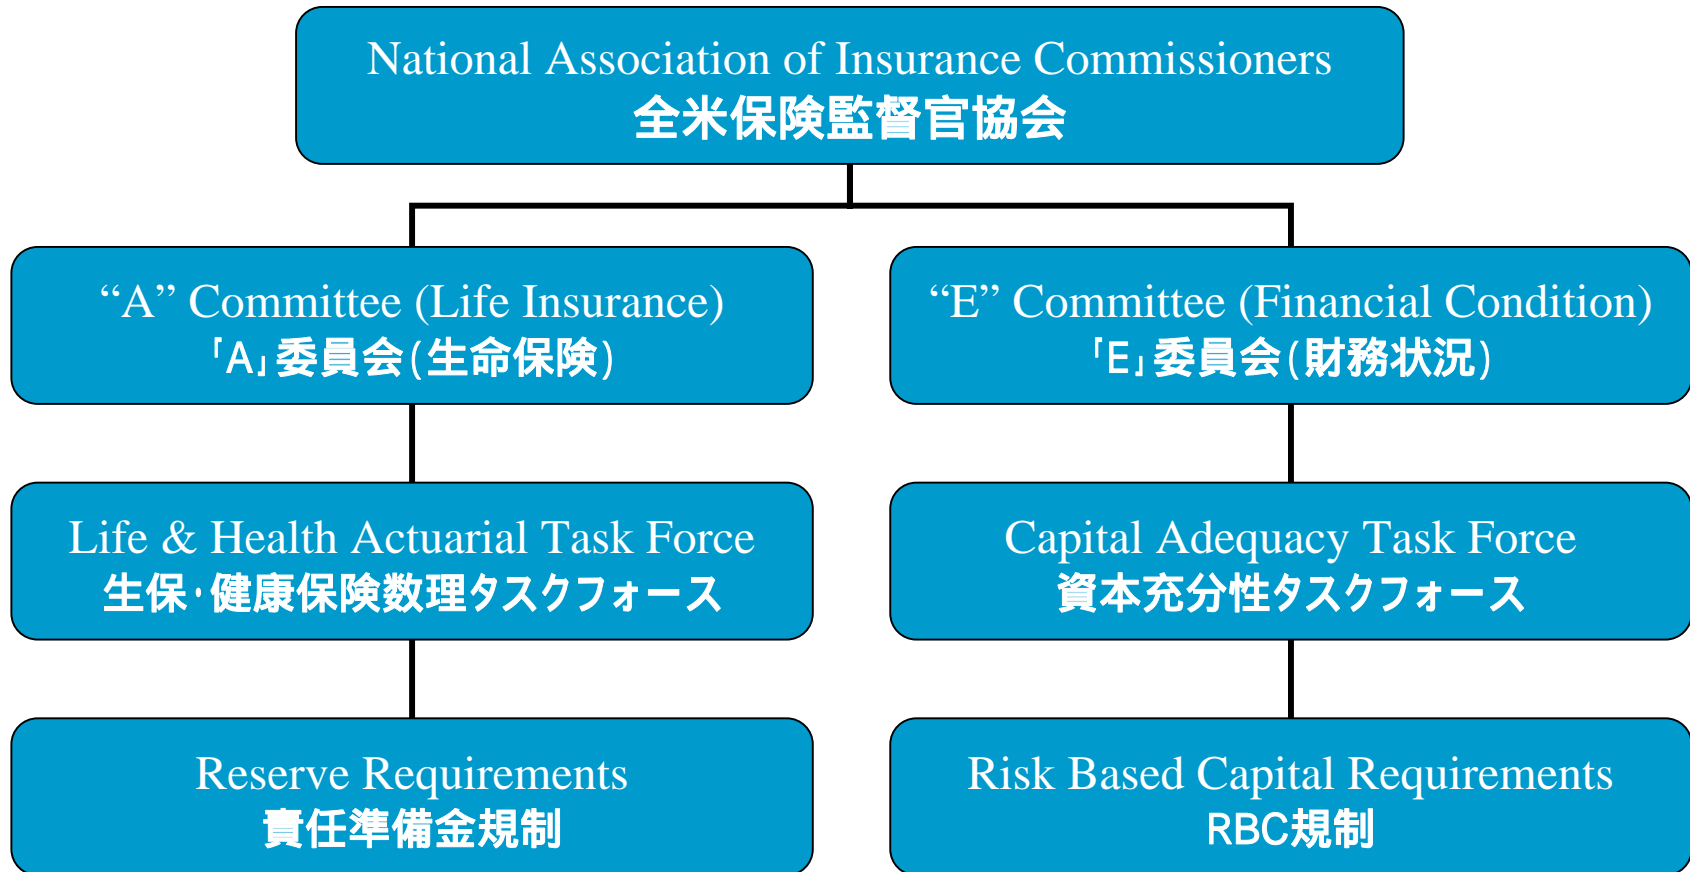 National Association of Insurance Commissioners
全米保険監督官協会
“A” Committee (Life Insurance)
「A」委員会(生命保険)
“E” Committee (Financial Condition)
「E」委員会(財務状況)
Life & Health Actuarial Task Force
生保・健康保険数理タスクフォース
Capital Adequacy Task Force
資本充分性タスクフォース
Reserve Requirements
責任準備金規制
Risk Based Capital Requirements
RBC規制